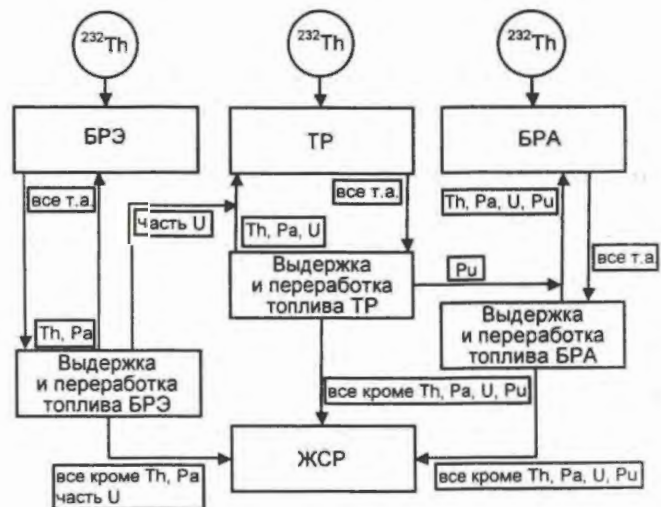 ²³²Th
²³²Th
²³²Th
БРЭ
ТР
БРА
все т.а.
часть U
Th, Pa, U
все т.а.
Th, Pa, U, Pu
все т.а.
Th, Pa
Выдержка
и переработка
топлива ТР
Pu
Выдержка
и переработка
топлива БРА
Выдержка
и переработка
топлива БРЭ
все кроме Th, Pa, U, Pu
ЖСР
все кроме Th, Pa
часть U
все кроме Th, Pa, U, Pu